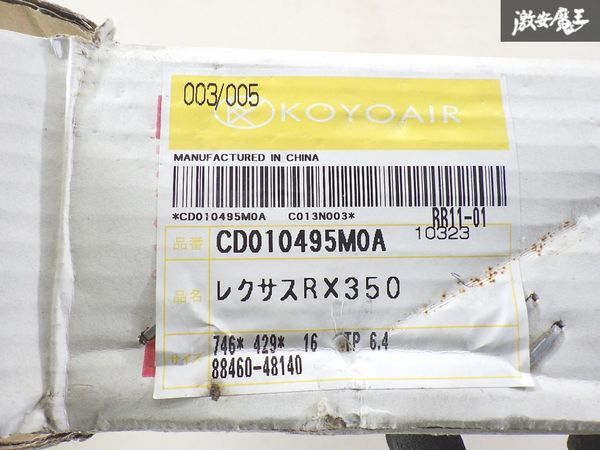 激安魔王
003/005
KOYOAIR
MANUFACTURED IN CHINA
*CD010495M0A C013N003*
RB11-01
品番 CD010495M0A 10323
品名 レクサスRX350
サイズ 746* 429* 16 TP 6.4
88460-48140